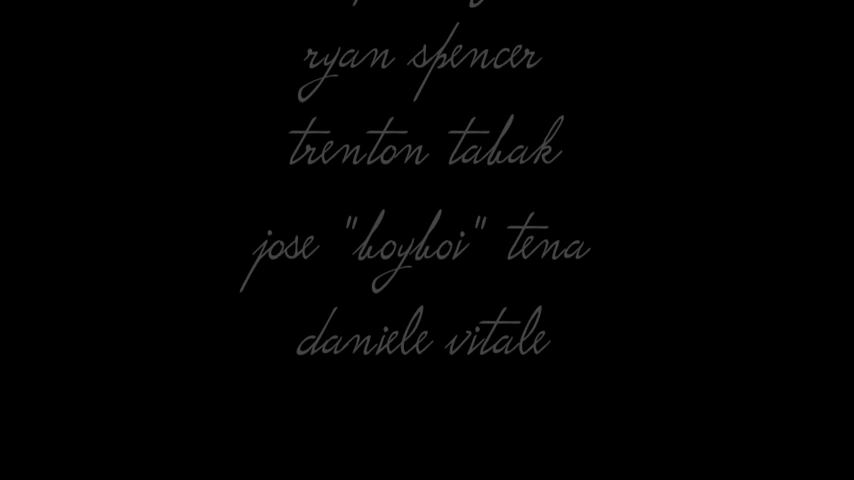 ryan spencer
trenton tabak
jose "boyboi" tena
daniele vitale